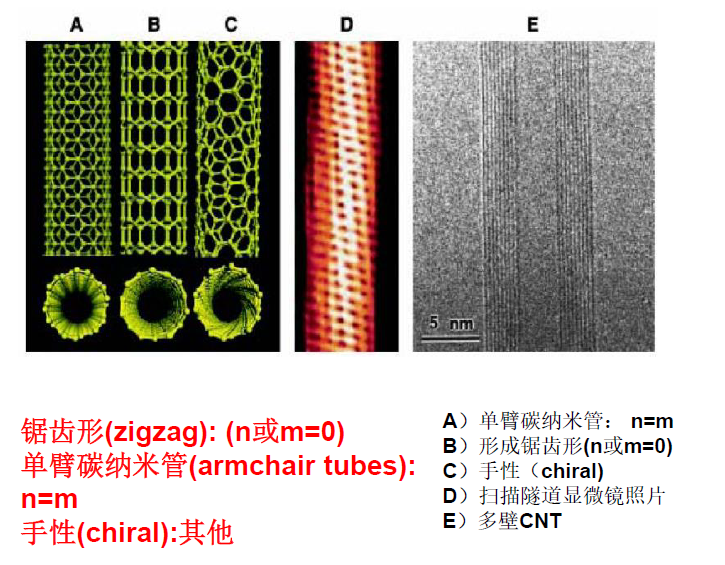 A B C D E
5 nm
锯齿形(zigzag): (n或m=0)
单臂碳纳米管(armchair tubes):
n=m
手性(chiral):其他
A）单臂碳纳米管： n=m
B）形成锯齿形(n或m=0)
C）手性（chiral)
D）扫描隧道显微镜照片
E）多壁CNT